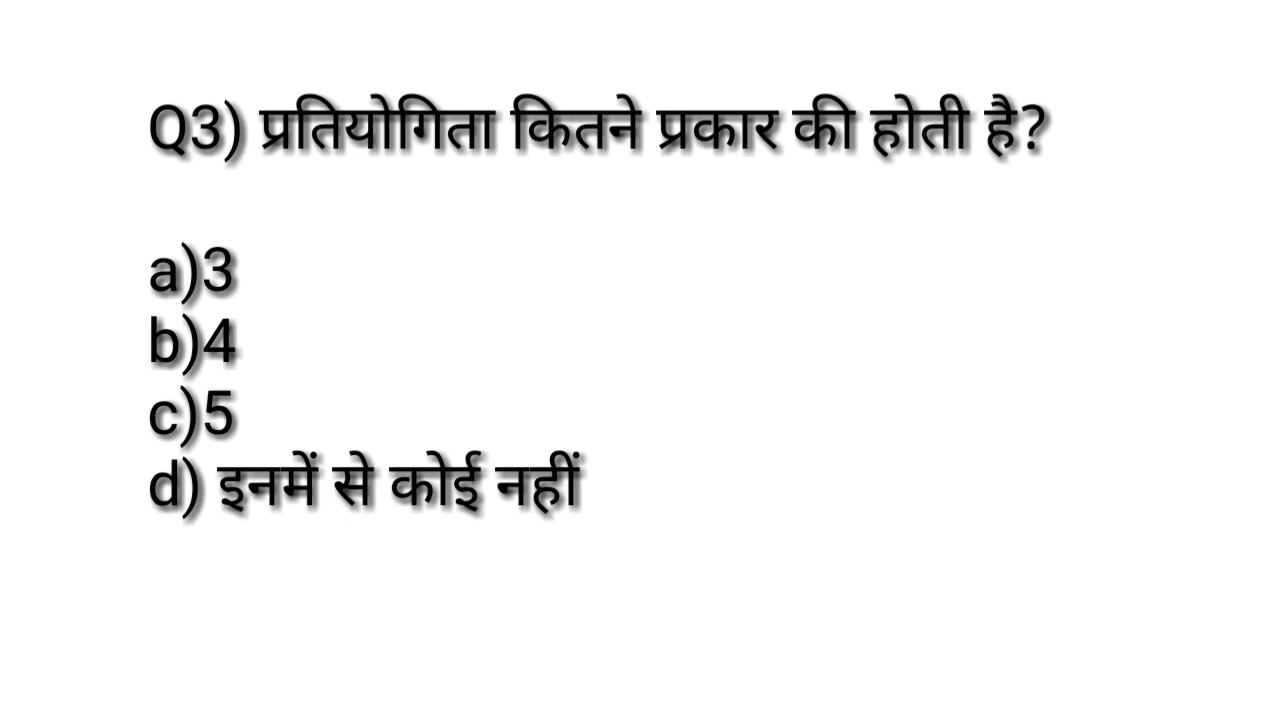 Q3) प्रतियोगिता कितने प्रकार की होती है?
a)3
b)4
c)5
d) इनमें से कोई नहीं